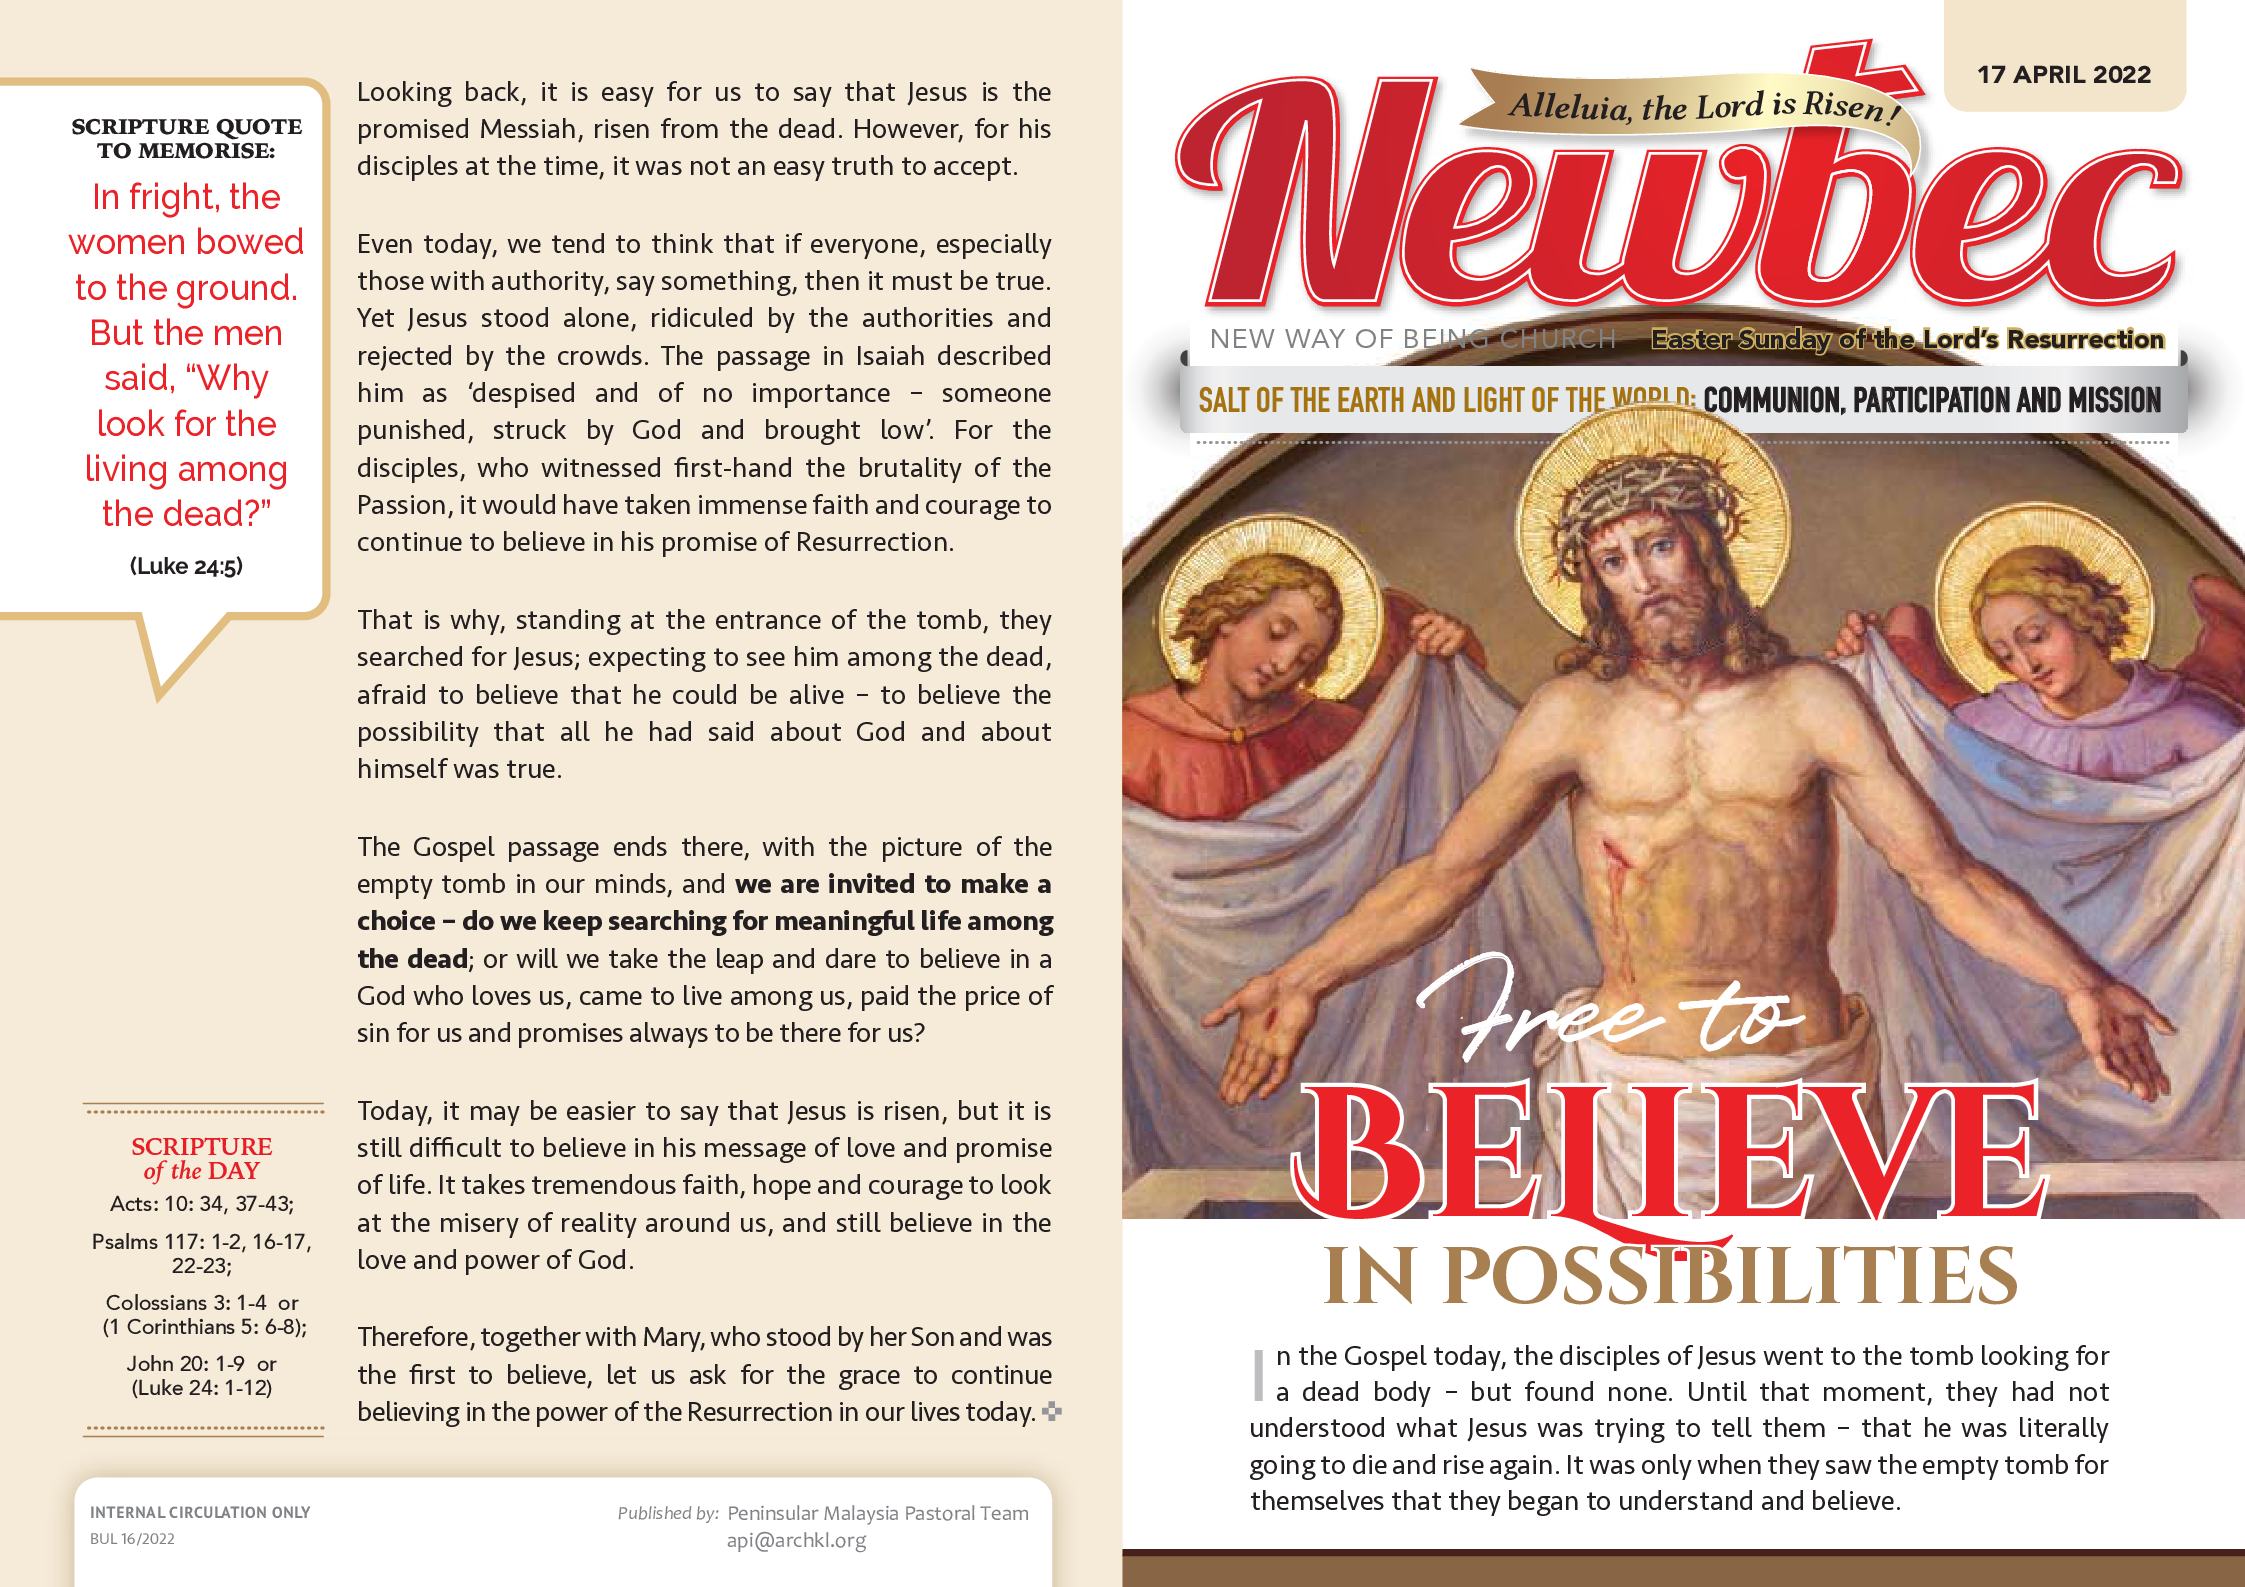 SCRIPTURE QUOTE
TO MEMORISE:
In fright, the
women bowed
to the ground.
But the men
said, “Why
look for the
living among
the dead?”
(Luke 24:5)
SCRIPTURE
of the DAY
Acts: 10: 34, 37-43;
Psalms 117: 1-2, 16-17,
22-23;
Colossians 3: 1-4 or
(1 Corinthians 5: 6-8);
John 20: 1-9 or
(Luke 24: 1-12)
Looking back, it is easy for us to say that Jesus is the
promised Messiah, risen from the dead. However, for his
disciples at the time, it was not an easy truth to accept.
Even today, we tend to think that if everyone, especially
those with authority, say something, then it must be true.
Yet Jesus stood alone, ridiculed by the authorities and
rejected by the crowds. The passage in Isaiah described
him as ‘despised and of no importance – someone
punished, struck by God and brought low’. For the
disciples, who witnessed first-hand the brutality of the
Passion, it would have taken immense faith and courage to
continue to believe in his promise of Resurrection.
That is why, standing at the entrance of the tomb, they
searched for Jesus; expecting to see him among the dead,
afraid to believe that he could be alive – to believe the
possibility that all he had said about God and about
himself was true.
The Gospel passage ends there, with the picture of the
empty tomb in our minds, and we are invited to make a
choice – do we keep searching for meaningful life among
the dead; or will we take the leap and dare to believe in a
God who loves us, came to live among us, paid the price of
sin for us and promises always to be there for us?
Today, it may be easier to say that Jesus is risen, but it is
still difficult to believe in his message of love and promise
of life. It takes tremendous faith, hope and courage to look
at the misery of reality around us, and still believe in the
love and power of God.
Therefore, together with Mary, who stood by her Son and was
the first to believe, let us ask for the grace to continue
believing in the power of the Resurrection in our lives today.
INTERNAL CIRCULATION ONLY
BUL 16/2022
Published by: Peninsular Malaysia Pastoral Team
api@archkl.org
17 APRIL 2022
Alleluia, the Lord is Risen!
Newbec
NEW WAY OF BEING CHURCH Easter Sunday of the Lord’s Resurrection
SALT OF THE EARTH AND LIGHT OF THE WORLD: COMMUNION, PARTICIPATION AND MISSION
Free to
BELIEVE
IN POSSIBILITIES
In the Gospel today, the disciples of Jesus went to the tomb looking for
a dead body – but found none. Until that moment, they had not
understood what Jesus was trying to tell them – that he was literally
going to die and rise again. It was only when they saw the empty tomb for
themselves that they began to understand and believe.